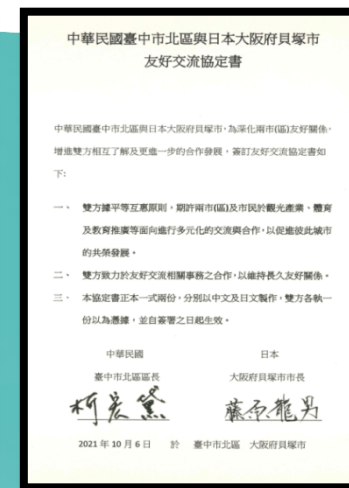 中華民國臺中市北區與日本大阪府貝塚市
友好交流協定書
中華民國臺中市北區與日本大阪府貝塚市,為深化兩市(區)友好關係,
增進雙方相互了解及更進一步的合作發展,簽訂友好交流協定書如
下:
一、 雙方據平等互惠原則,期許兩市(區)及市民於觀光產業、體育
及教育推廣等面向進行多元化的交流與合作,以促進彼此城市
的共榮發展。
二、 雙方致力於友好交流相關事務之合作,以維持長久友好關係。
三、 本協定書正本一式兩份,分別以中文及日文製作,雙方各執一
份以為憑據,並自簽署之日起生效。
中華民國 日本
臺中市北區區長 大阪府貝塚市市長
柯宏黛 藤原龍男
2021 年 10 月 6 日 於 臺中市北區 大阪府貝塚市